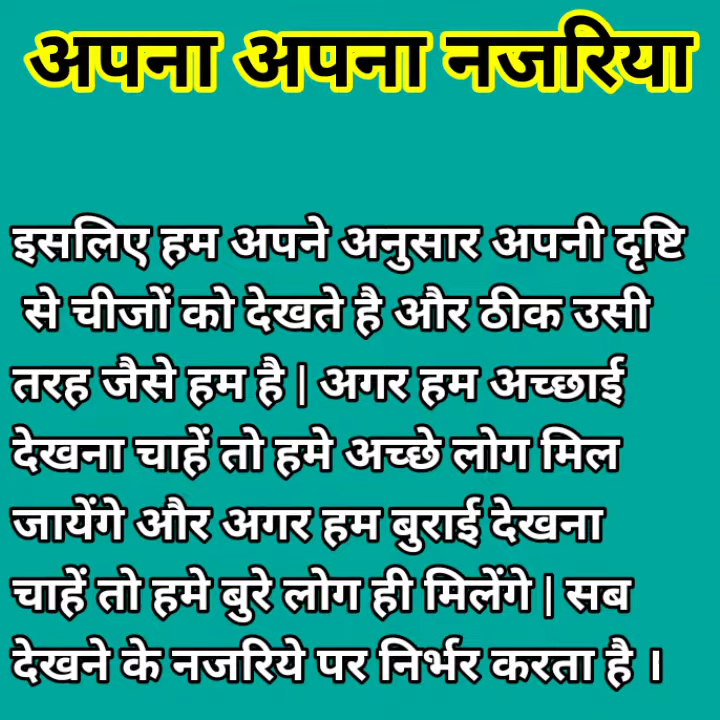 अपना अपना नजरिया
इसलिए हम अपने अनुसार अपनी दृष्टि
से चीजों को देखते है और ठीक उसी
तरह जैसे हम है | अगर हम अच्छाई
देखना चाहें तो हमे अच्छे लोग मिल
जायेंगे और अगर हम बुराई देखना
चाहें तो हमे बुरे लोग ही मिलेंगे | सब
देखने के नजरिये पर निर्भर करता है ।